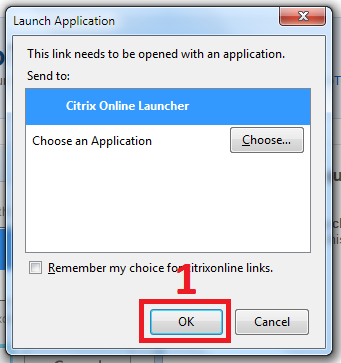 Launch Application
This link needs to be opened with an application.
Send to:
Citrix Online Launcher
Choose an Application
Choose...
Remember my choice for citrixonline links.
1
OK
Cancel